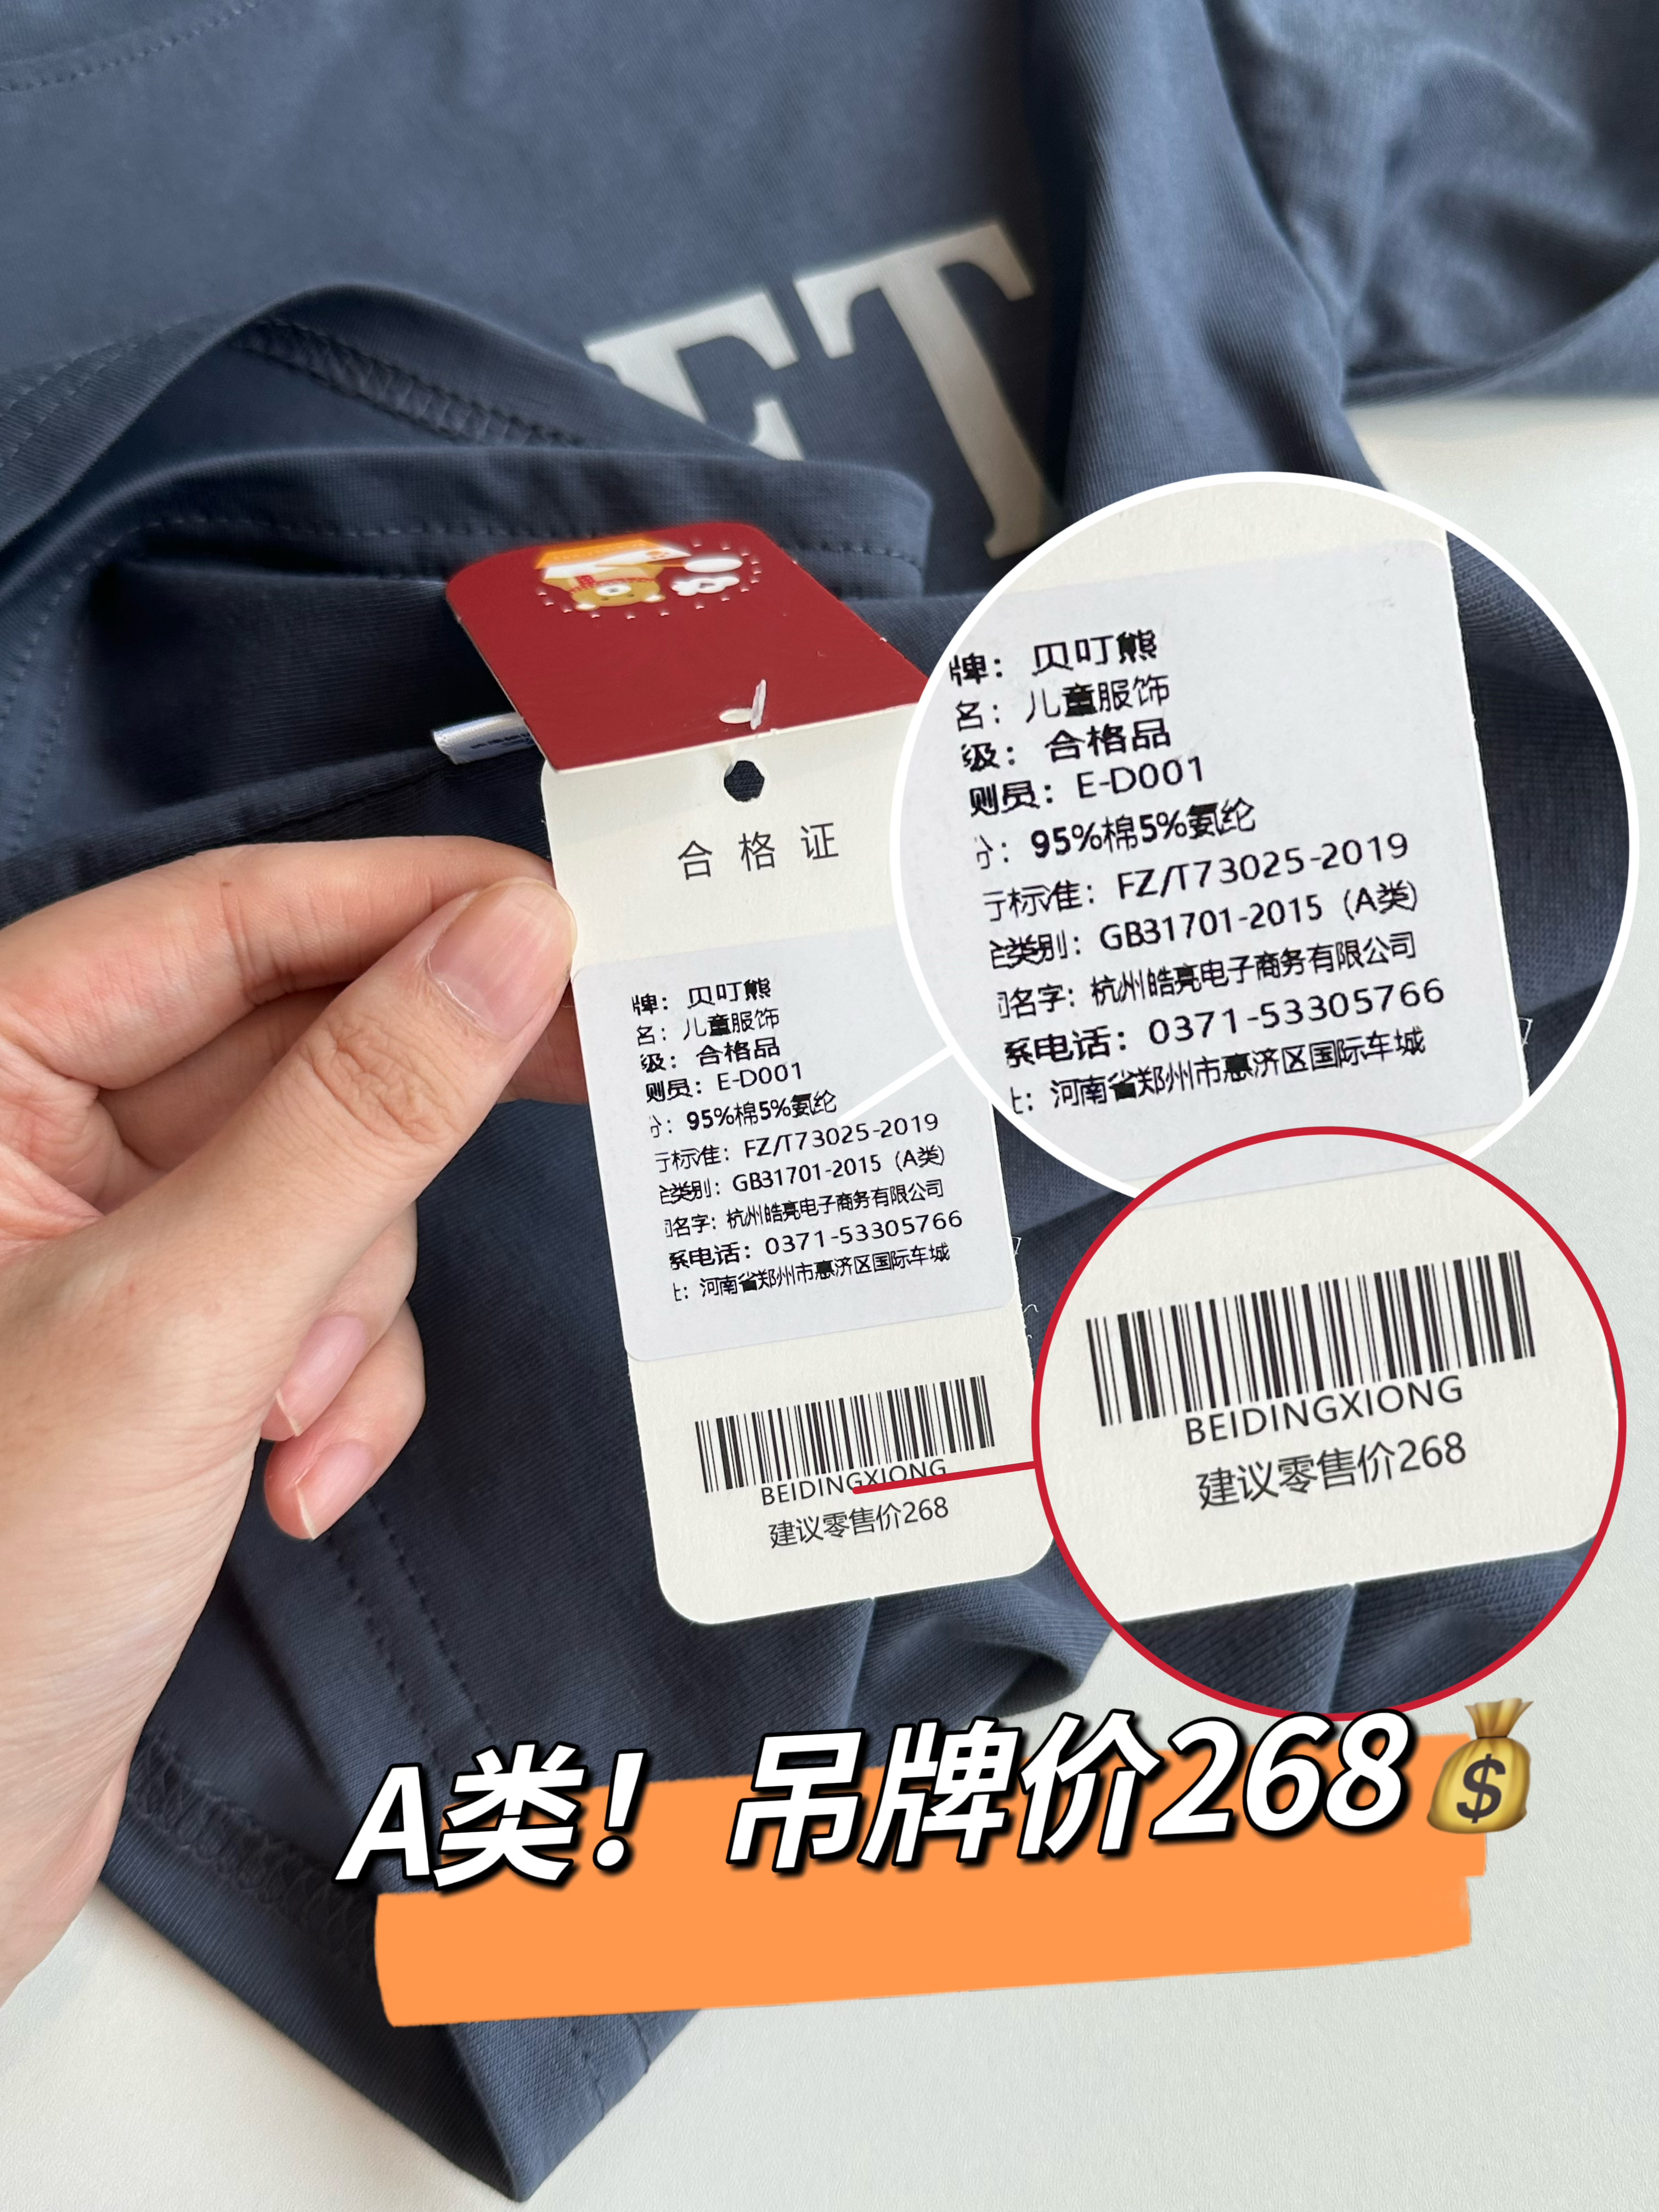 ET
合格证
牌：贝叮熊
名：儿童服饰
级：合格品
则员：E-D001
分：95%棉5%氨纶
行标准：FZ/T73025-2019
类别：GB31701-2015（A类）
名字：杭州皓亮电子商务有限公司
系电话：0371-53305766
址：河南省郑州市惠济区国际车城
BEIDINGXIONG
建议零售价268
牌：贝叮熊
名：儿童服饰
级：合格品
则员：E-D001
分：95%棉5%氨纶
行标准：FZ/T73025-2019
类别：GB31701-2015（A类）
名字：杭州皓亮电子商务有限公司
系电话：0371-53305766
址：河南省郑州市惠济区国际车城
BEIDINGXIONG
建议零售价268
A类！吊牌价268